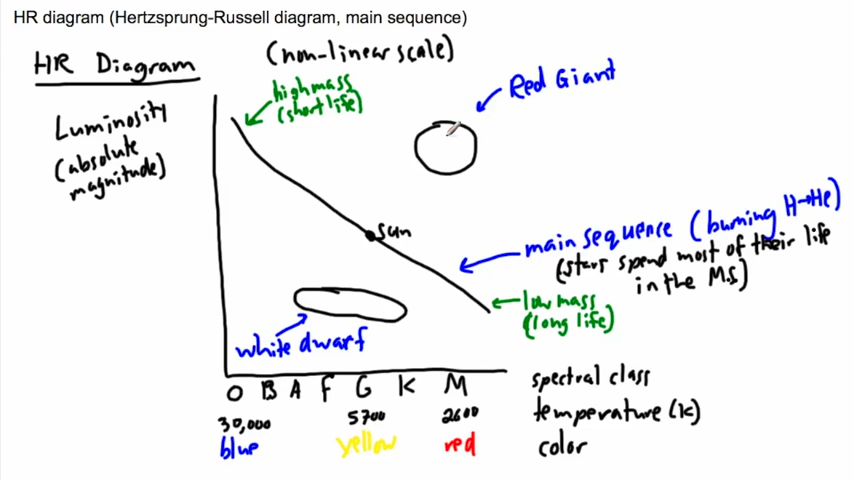 HR diagram (Hertzsprung-Russell diagram, main sequence)
HR Diagram
(non-linear scale)
high mass
(short life)
Red Giant
Luminosity
(absolute
magnitude)
sun
main sequence (burning H→He)
(stars spend most of their life
in the M.S)
low mass
(long life)
white dwarf
O B A F G K M
spectral class
30,000 5700 2600
temperature (K)
blue yellow red
color